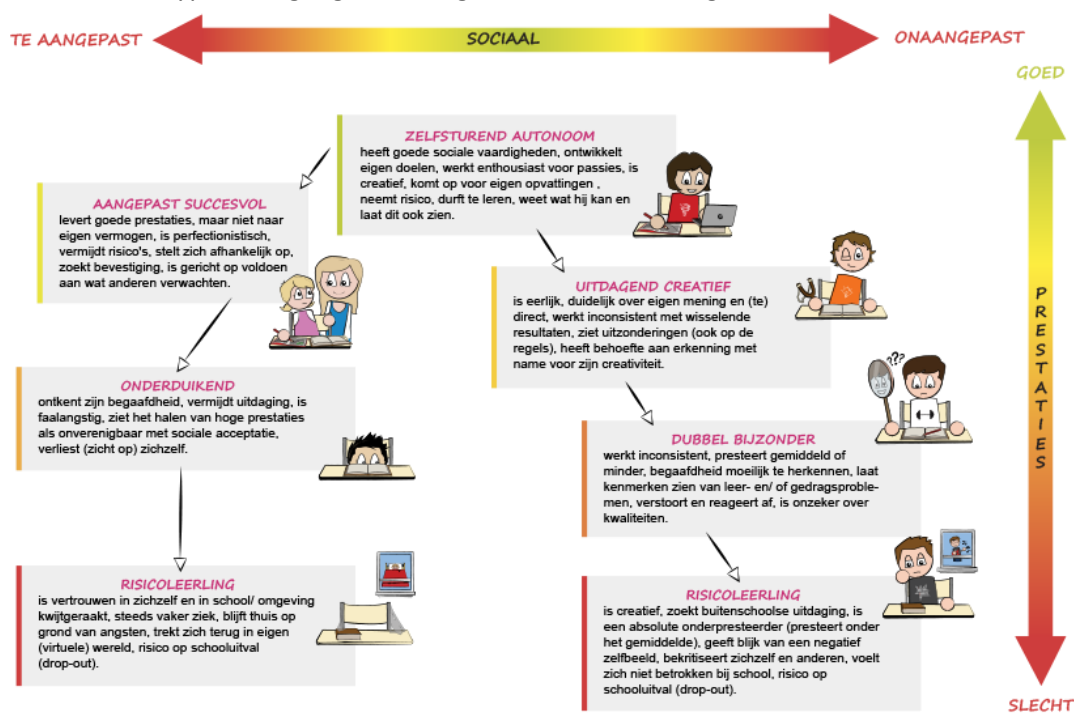 TE AANGEPAST
SOCIAAL
ONAANGEPAST
GOED
ZELFSTUREND AUTONOOM
heeft goede sociale vaardigheden, ontwikkelt
eigen doelen, werkt enthousiast voor passies, is
creatief, komt op voor eigen opvattingen ,
neemt risico, durft te leren, weet wat hij kan en
laat dit ook zien.
AANGEPAST SUCCESVOL
levert goede prestaties, maar niet naar
eigen vermogen, is perfectionistisch,
vermijdt risico's, stelt zich afhankelijk op,
zoekt bevestiging, is gericht op voldoen
aan wat anderen verwachten.
UITDAGEND CREATIEF
is eerlijk, duidelijk over eigen mening en (te)
direct, werkt inconsistent met wisselende
resultaten, ziet uitzonderingen (ook op de
regels), heeft behoefte aan erkenning met
name voor zijn creativiteit.
PRESTATIES
ONDERDUIKEND
ontkent zijn begaafdheid, vermijdt uitdaging, is
faalangstig, ziet het halen van hoge prestaties
als onverenigbaar met sociale acceptatie,
verliest (zicht op) zichzelf.
???
DUBBEL BIJZONDER
werkt inconsistent, presteert gemiddeld of
minder, begaafdheid moeilijk te herkennen, laat
kenmerken zien van leer- en/ of gedragsproble-
men, verstoort en reageert af, is onzeker over
kwaliteiten.
RISICOLEERLING
is vertrouwen in zichzelf en in school/ omgeving
kwijtgeraakt, steeds vaker ziek, blijft thuis op
grond van angsten, trekt zich terug in eigen
(virtuele) wereld, risico op schooluitval
(drop-out).
RISICOLEERLING
is creatief, zoekt buitenschoolse uitdaging, is
een absolute onderpresteerder (presteert onder
het gemiddelde), geeft blijk van een negatief
zelfbeeld, bekritiseert zichzelf en anderen, voelt
zich niet betrokken bij school, risico op
schooluitval (drop-out).
SLECHT